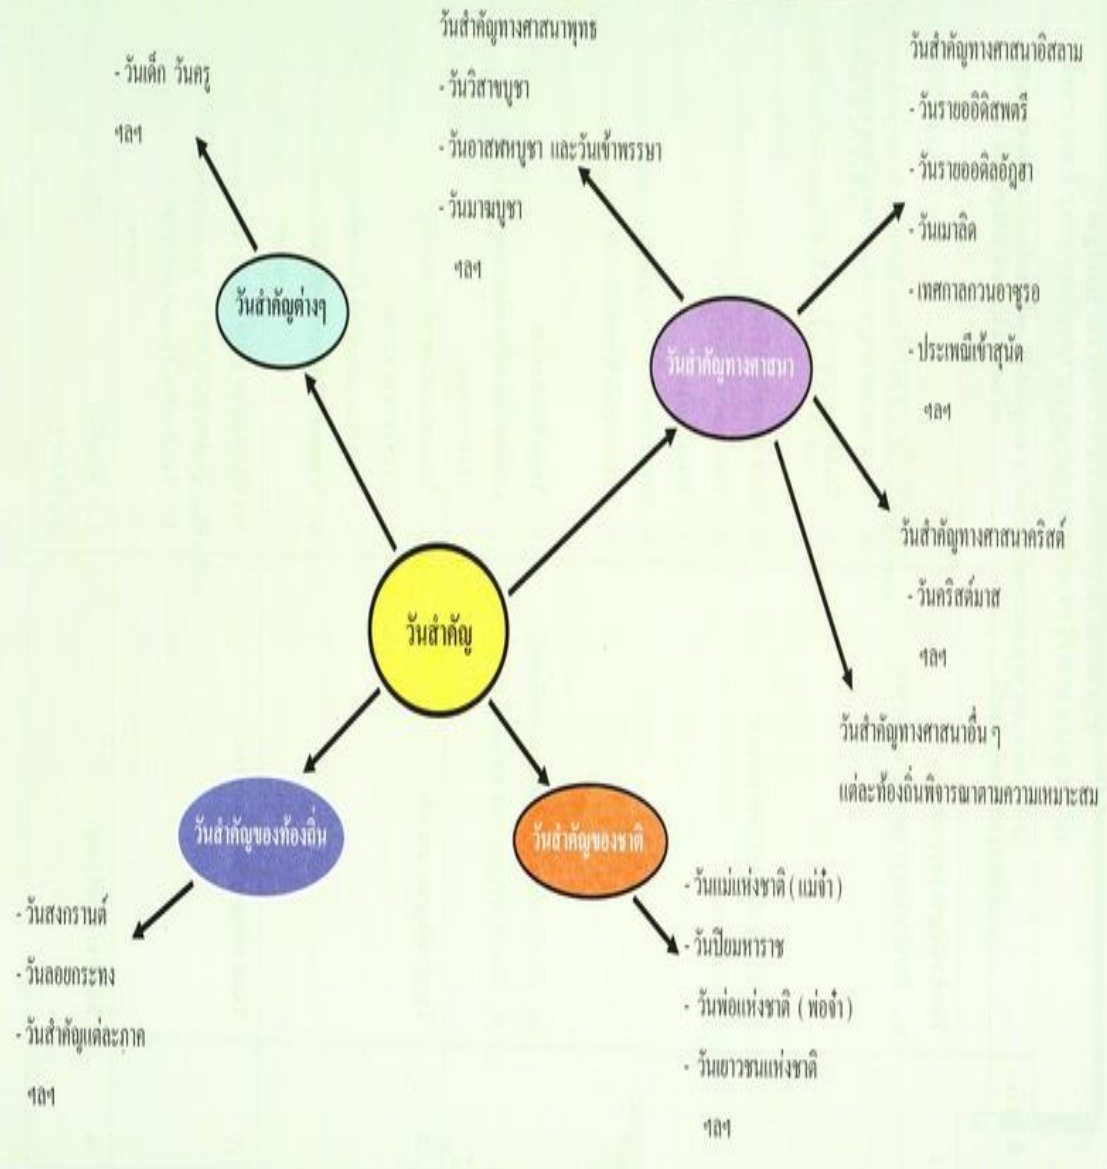 วันสำคัญ
วันสำคัญต่างๆ
- วันเด็ก วันครู
ฯลฯ
วันสำคัญทางศาสนา
วันสำคัญทางศาสนาพุทธ
- วันวิสาขบูชา
- วันอาสฬหบูชา และวันเข้าพรรษา
- วันมาฆบูชา
ฯลฯ
วันสำคัญทางศาสนาอิสลาม
- วันรายออิดิสพตรี
- วันรายออดิลอัฎฮา
- วันเมาลิด
- เทศกาลกวนอาซูรอ
- ประเพณีเข้าสุนัต
ฯลฯ
วันสำคัญทางศาสนาคริสต์
- วันคริสต์มาส
ฯลฯ
วันสำคัญทางศาสนาอื่น ๆ
แต่ละท้องถิ่นพิจารณาตามความเหมาะสม
วันสำคัญของท้องถิ่น
- วันสงกรานต์
- วันลอยกระทง
- วันสำคัญแต่ละภาค
ฯลฯ
วันสำคัญของชาติ
- วันแม่แห่งชาติ ( แม่จ๋า )
- วันปิยมหาราช
- วันพ่อแห่งชาติ ( พ่อจ๋า )
- วันเยาวชนแห่งชาติ
ฯลฯ